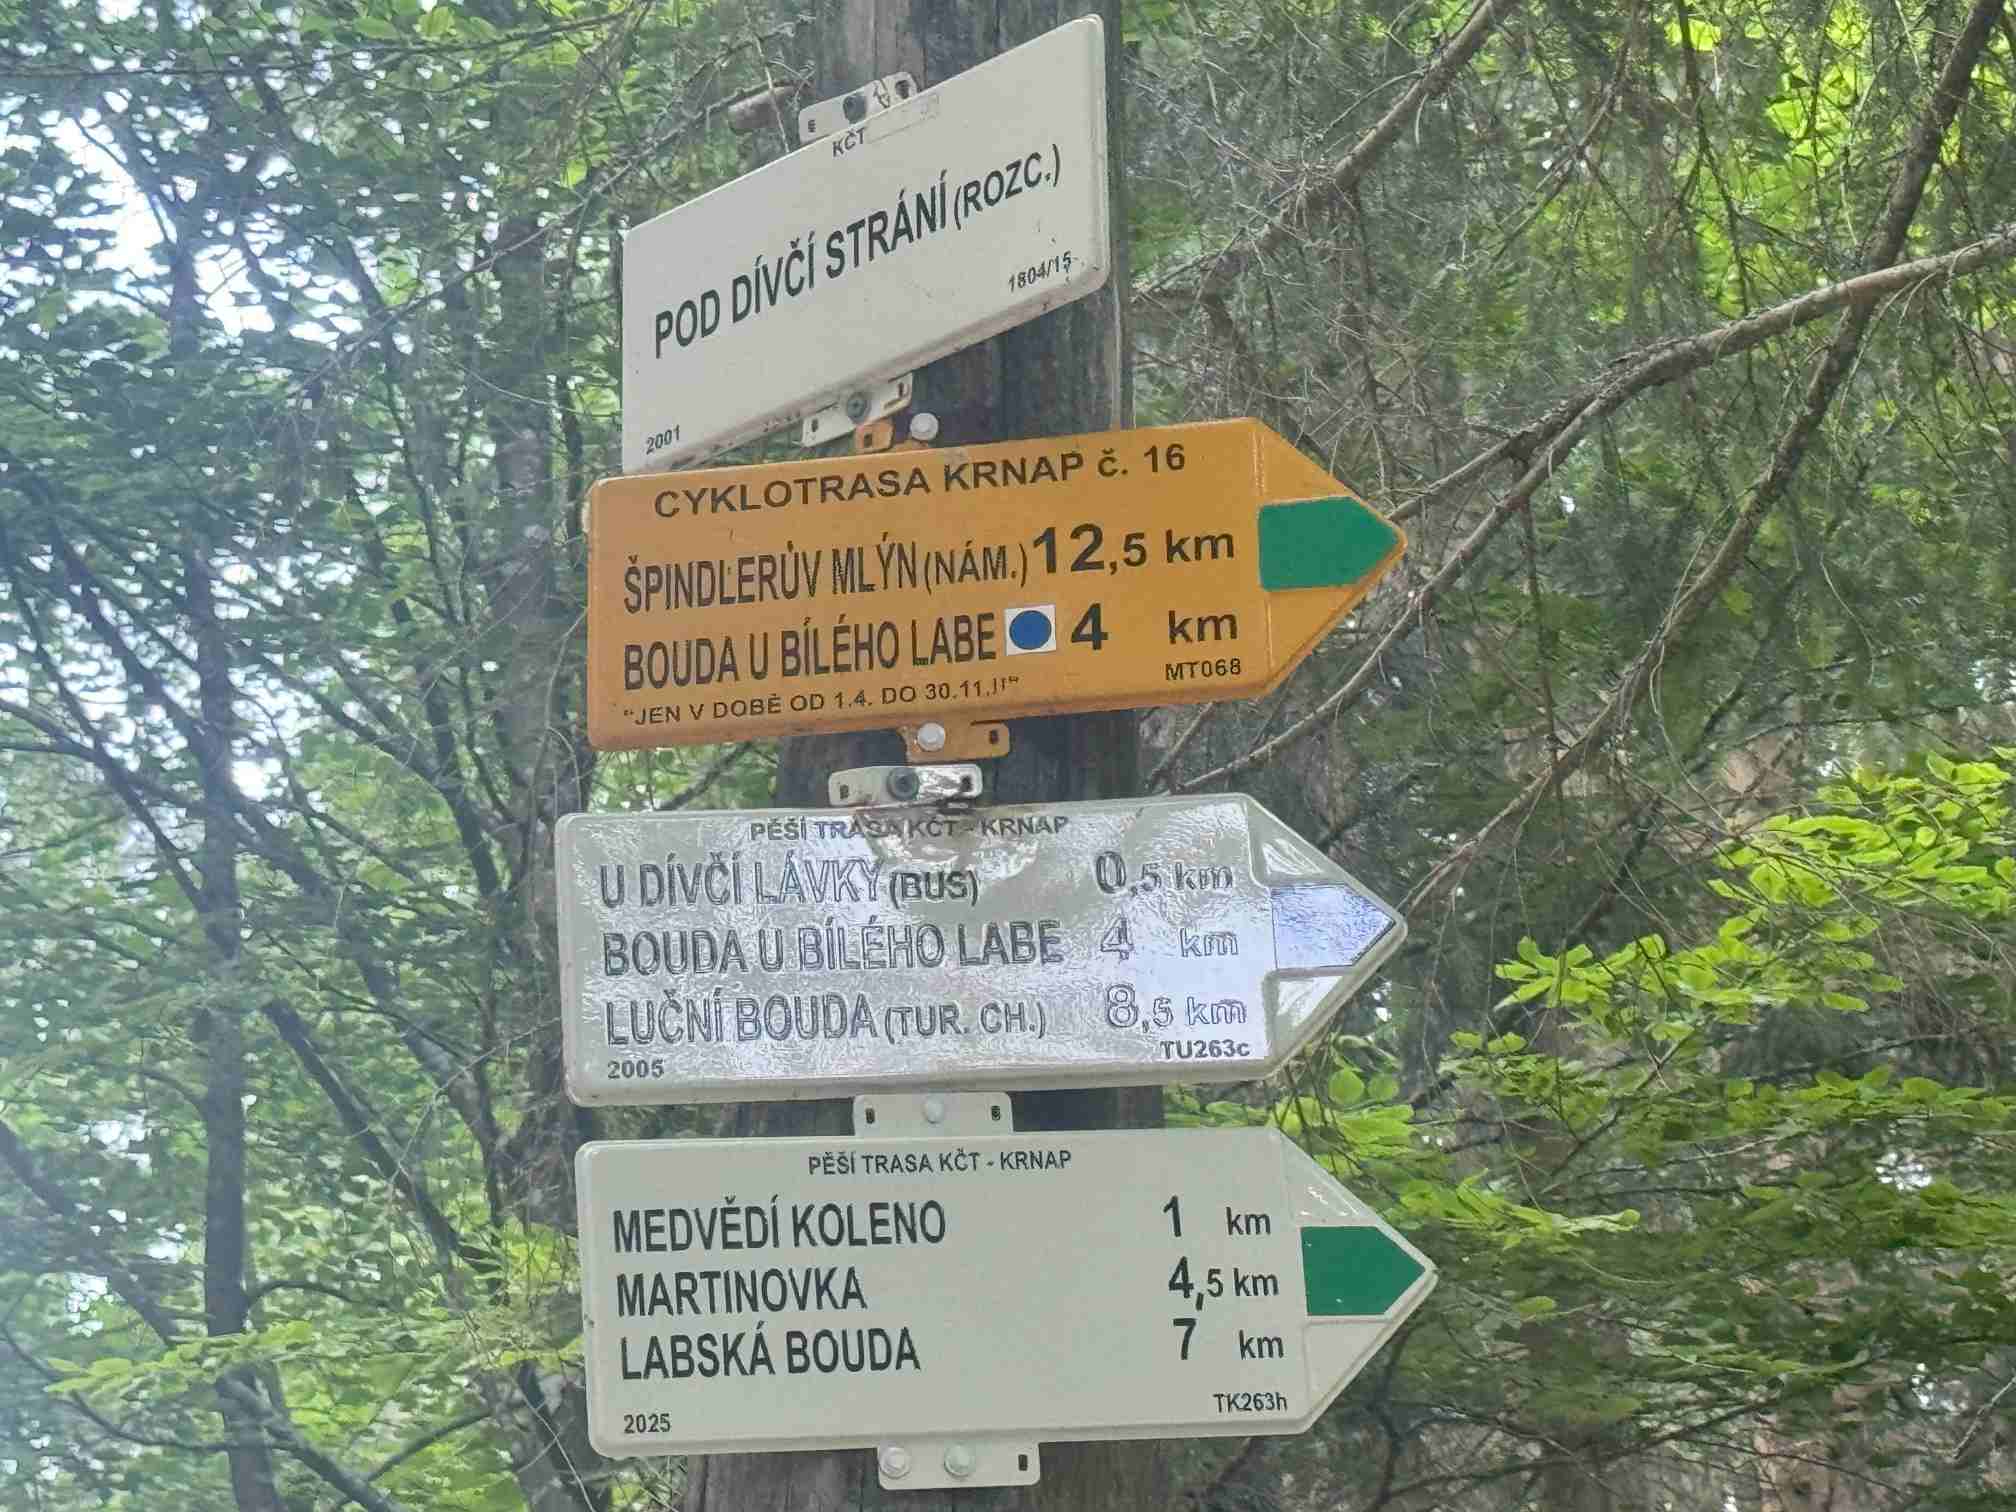 KČT
POD DÍVČÍ STRÁNÍ (ROZC.)
1804/15
2001
CYKLOTRASA KRNAP č. 16
ŠPINDLERŮV MLÝN (NÁM.) 12,5 km
BOUDA U BÍLÉHO LABE 4 km
"JEN V DOBĚ OD 1.4. DO 30.11.!!"
MT068
PĚŠÍ TRASA KČT - KRNAP
U DÍVČÍ LÁVKY (BUS) 0,5 km
BOUDA U BÍLÉHO LABE 4 km
LUČNÍ BOUDA (TUR. CH.) 8,5 km
2005 TU263c
PĚŠÍ TRASA KČT - KRNAP
MEDVĚDÍ KOLENO 1 km
MARTINOVKA 4,5 km
LABSKÁ BOUDA 7 km
2025 TK263h